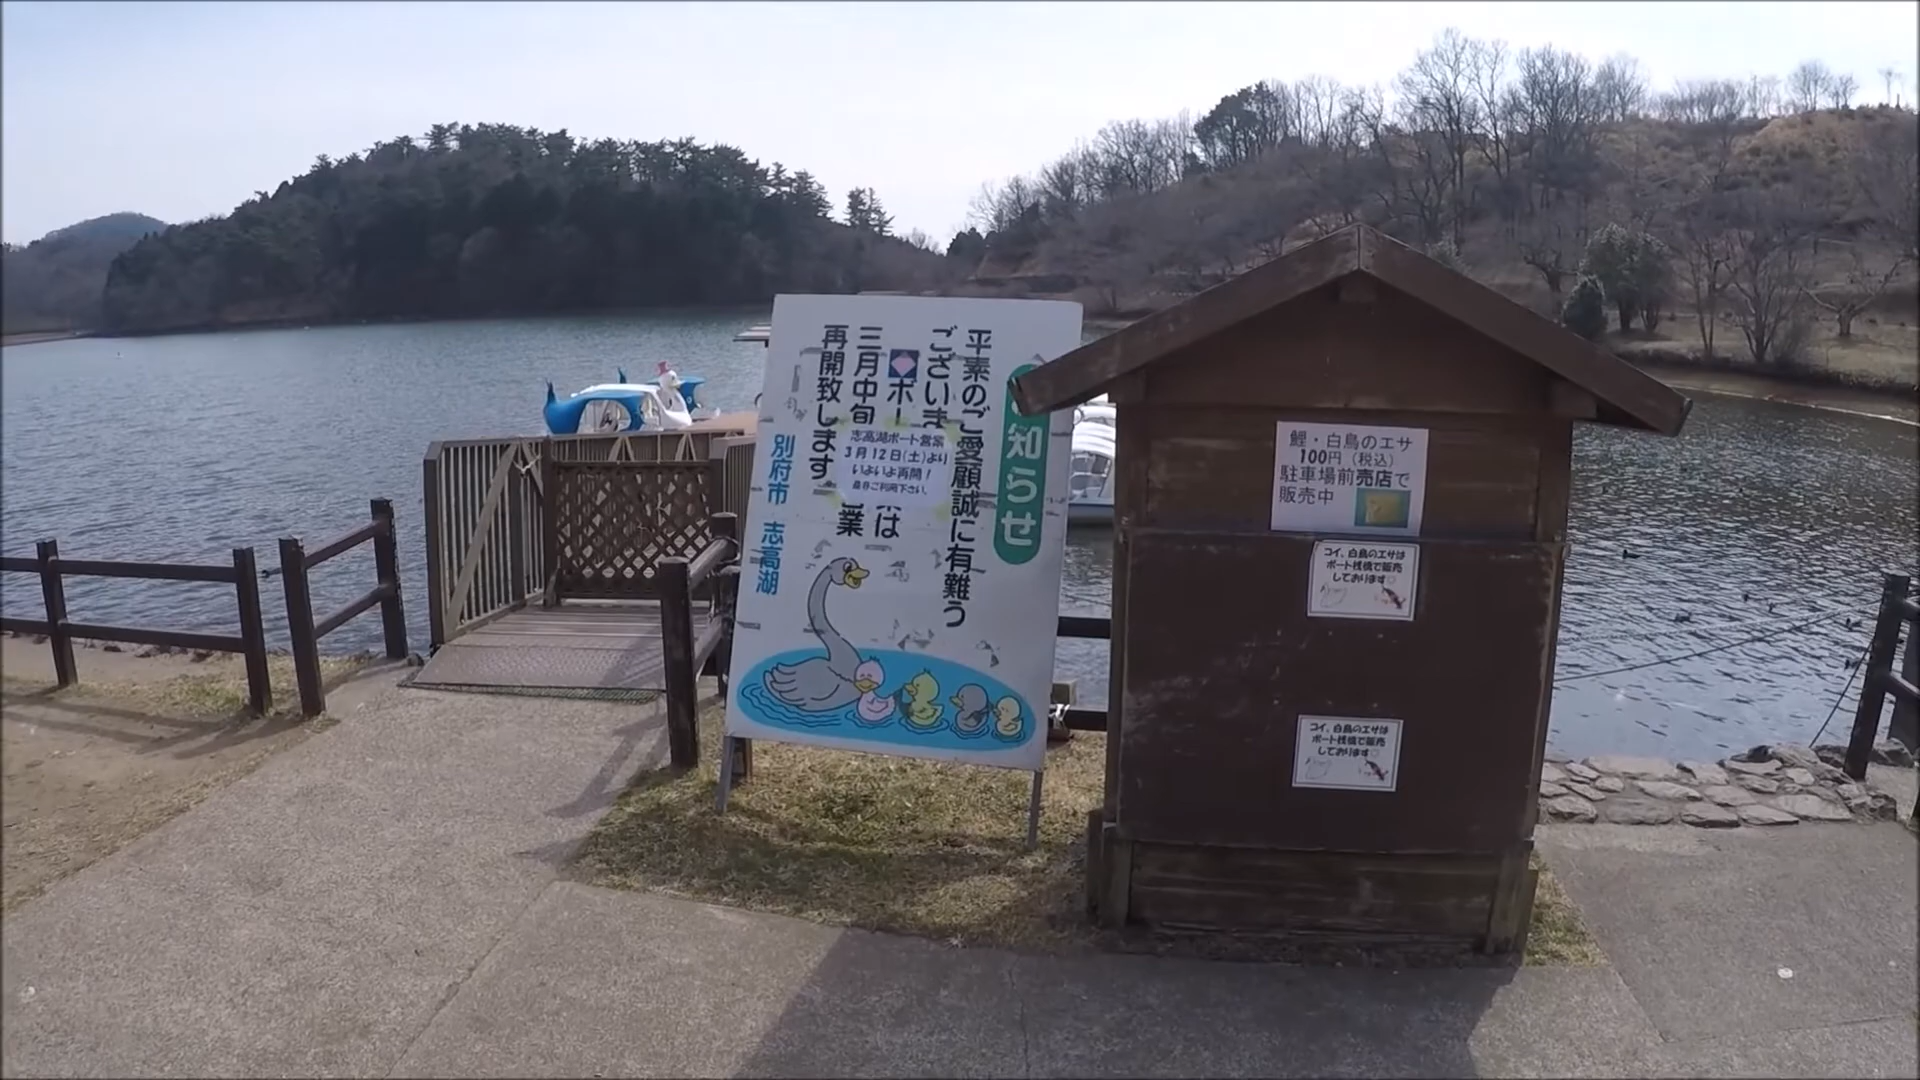 知らせ
平素のご愛顧誠に有難う
ございま
ボー
業は
三月中旬
営業
再開致します
別府市 志高湖
志高湖ボート営業
3月12日(土)より
いよいよ再開!
是非ご利用下さい。
鯉・白鳥のエサ
100円(税込)
駐車場前売店で
販売中
コイ、白鳥のエサは
ボート桟橋で販売
しております♡
コイ、白鳥のエサは
ボート桟橋で販売
しております♡